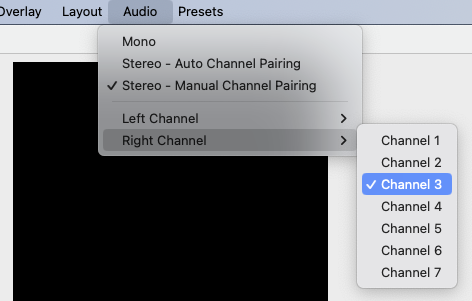 Overlay Layout Audio Presets
Mono
Stereo - Auto Channel Pairing
Stereo - Manual Channel Pairing
Left Channel
Right Channel
Channel 1
Channel 2
Channel 3
Channel 4
Channel 5
Channel 6
Channel 7